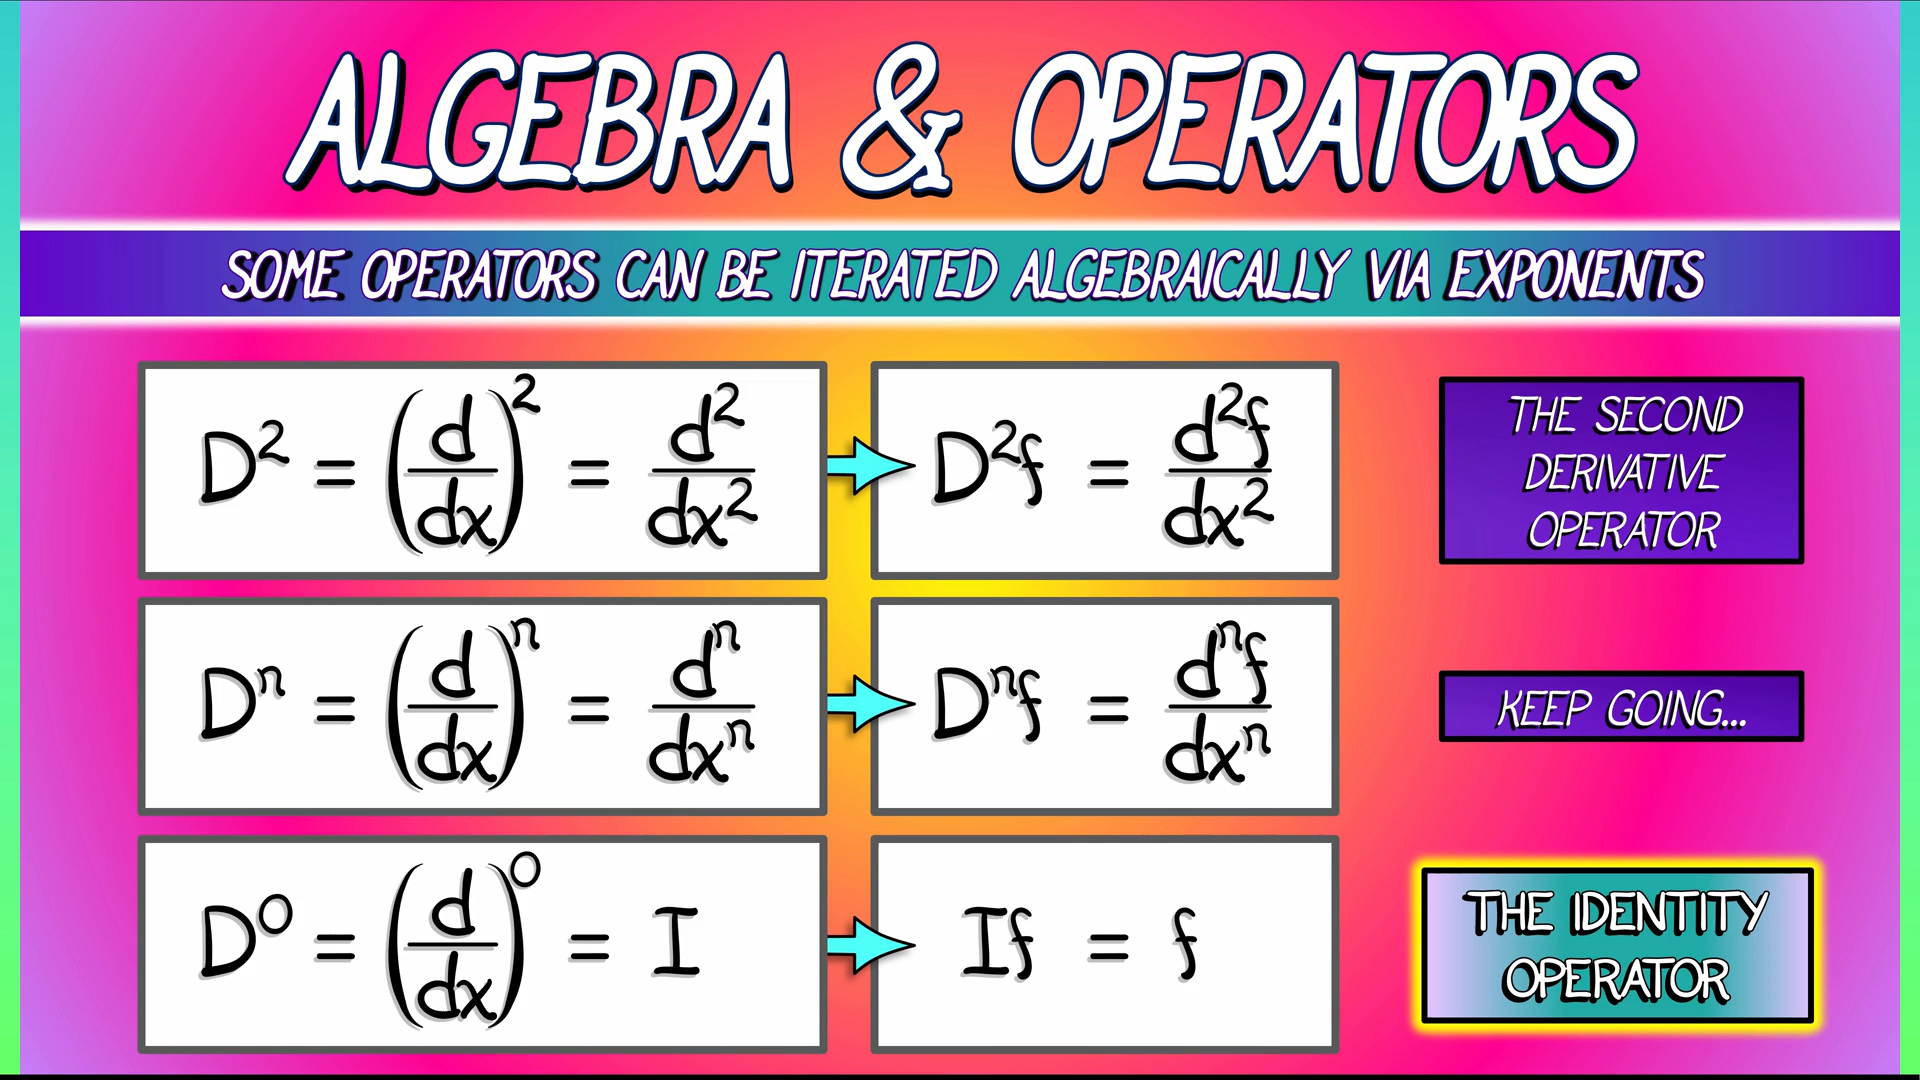 ALGEBRA & OPERATORS
SOME OPERATORS CAN BE ITERATED ALGEBRAICALLY VIA EXPONENTS
D² = (d/dx)² = d²/dx²
D²f = d²f/dx²
THE SECOND
DERIVATIVE
OPERATOR
Dⁿ = (d/dx)ⁿ = dⁿ/dxⁿ
Dⁿf = dⁿf/dxⁿ
KEEP GOING...
D⁰ = (d/dx)⁰ = I
If = f
THE IDENTITY
OPERATOR